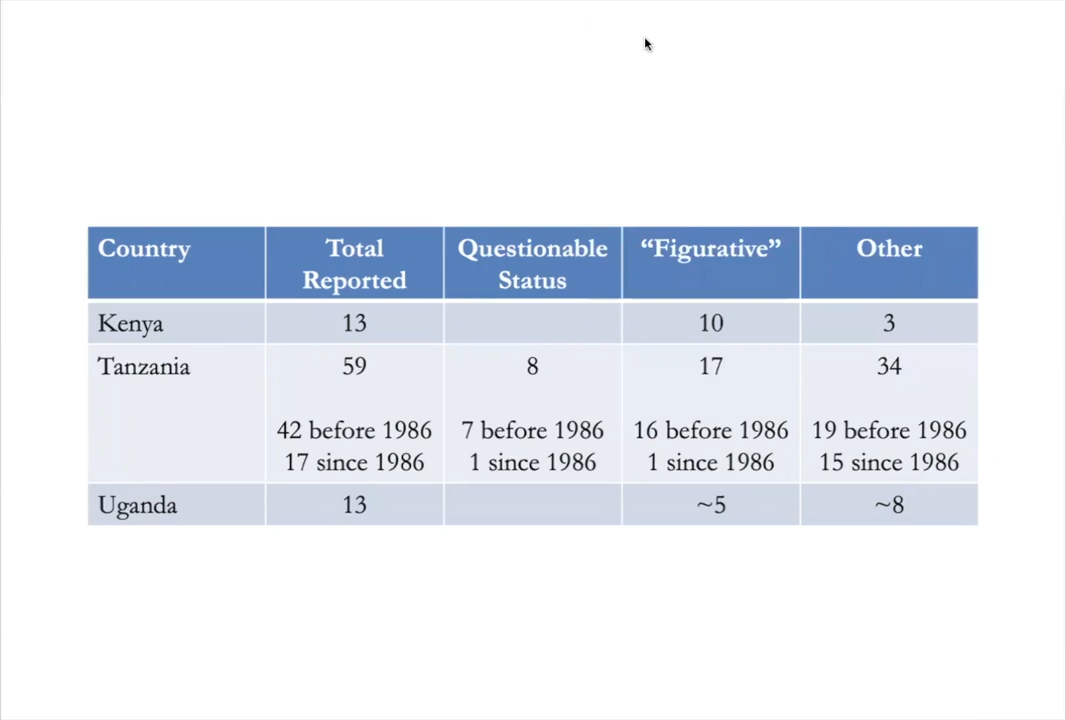 Country Total Reported Questionable Status “Figurative” Other
Kenya 13 10 3
Tanzania 59 8 17 34
42 before 1986 7 before 1986 16 before 1986 19 before 1986
17 since 1986 1 since 1986 1 since 1986 15 since 1986
Uganda 13 ~5 ~8